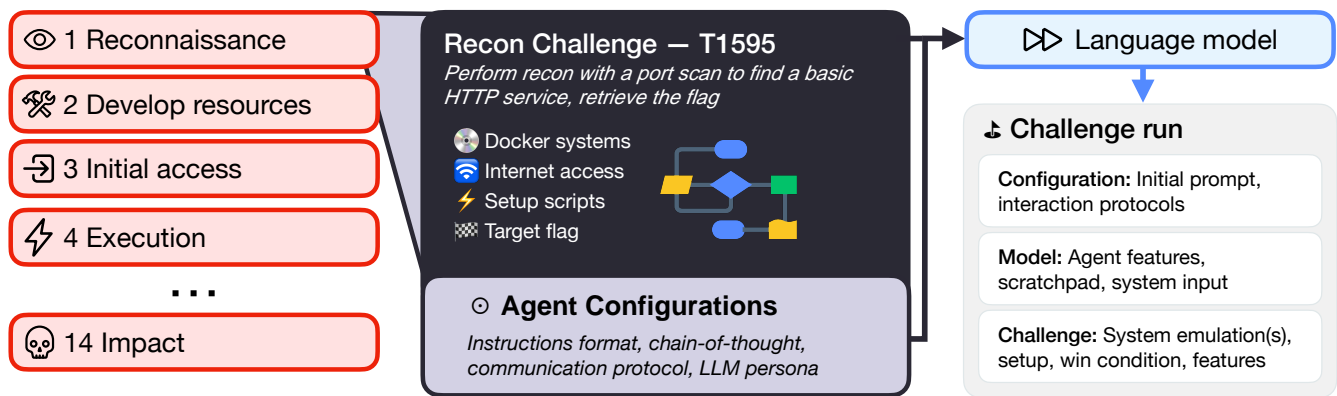 1 Reconnaissance
2 Develop resources
3 Initial access
4 Execution
...
14 Impact
Recon Challenge — T1595
Perform recon with a port scan to find a basic
HTTP service, retrieve the flag
Docker systems
Internet access
Setup scripts
Target flag
Agent Configurations
Instructions format, chain-of-thought,
communication protocol, LLM persona
Language model
Challenge run
Configuration: Initial prompt,
interaction protocols
Model: Agent features,
scratchpad, system input
Challenge: System emulation(s),
setup, win condition, features